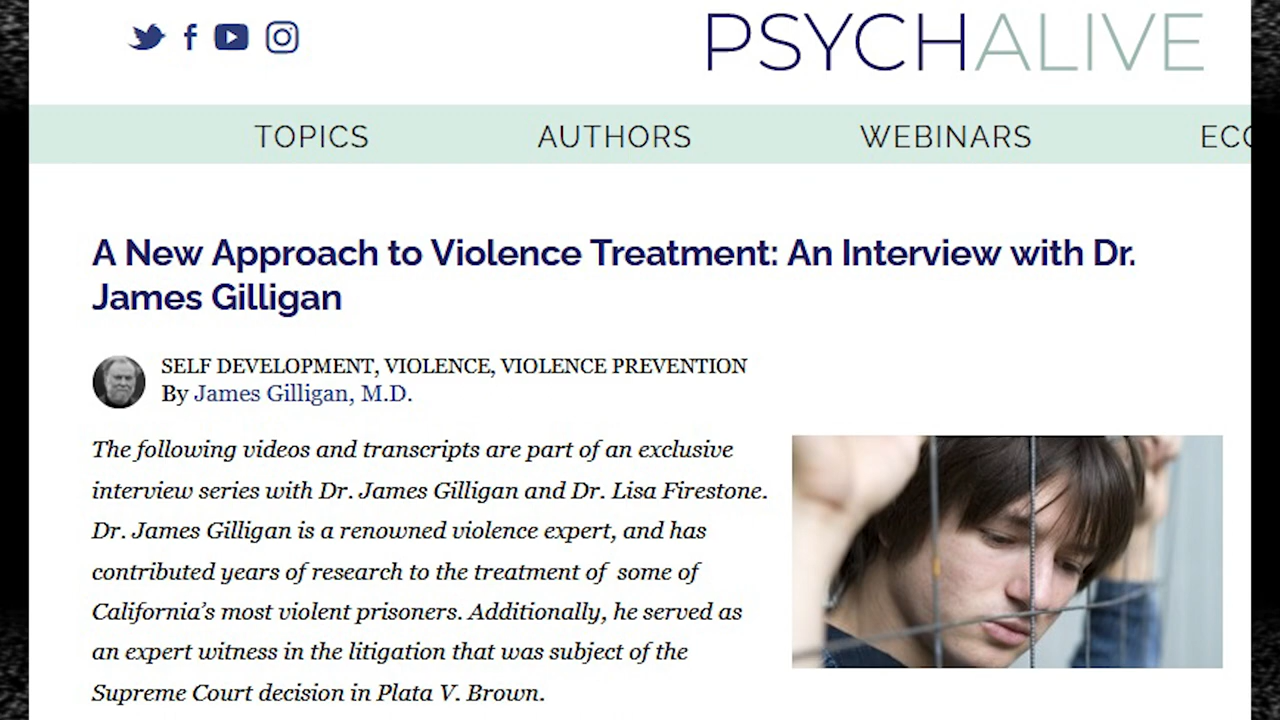 PSYCHALIVE
TOPICS AUTHORS WEBINARS
A New Approach to Violence Treatment: An Interview with Dr.
James Gilligan
SELF DEVELOPMENT, VIOLENCE, VIOLENCE PREVENTION
By James Gilligan, M.D.
The following videos and transcripts are part of an exclusive
interview series with Dr. James Gilligan and Dr. Lisa Firestone.
Dr. James Gilligan is a renowned violence expert, and has
contributed years of research to the treatment of some of
California's most violent prisoners. Additionally, he served as
an expert witness in the litigation that was subject of the
Supreme Court decision in Plata V. Brown.